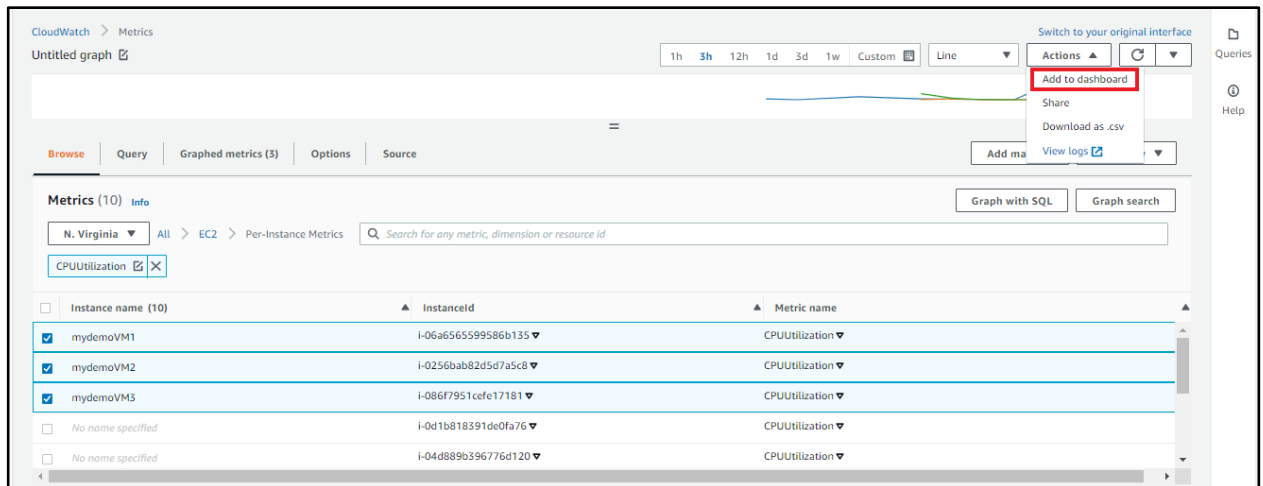 CloudWatch > Metrics
Switch to your original interface
Untitled graph
1h 3h 12h 1d 3d 1w Custom
Line
Actions
Queries
Add to dashboard
Share
Download as .csv
View logs
Help
Browse
Query
Graphed metrics (3)
Options
Source
Add
Metrics (10) Info
Graph with SQL
Graph search
N. Virginia
All > EC2 > Per-Instance Metrics
Search for any metric, dimension or resource id
CPUUtilization
Instance name (10) InstanceId Metric name
mydemoVM1 i-06a6565599586b135 CPUUtilization
mydemoVM2 i-0256bab82d5d7a5c8 CPUUtilization
mydemoVM3 i-086f7951cefe17181 CPUUtilization
No name specified i-0d1b818391de0fa76 CPUUtilization
No name specified i-04d889b396776d120 CPUUtilization